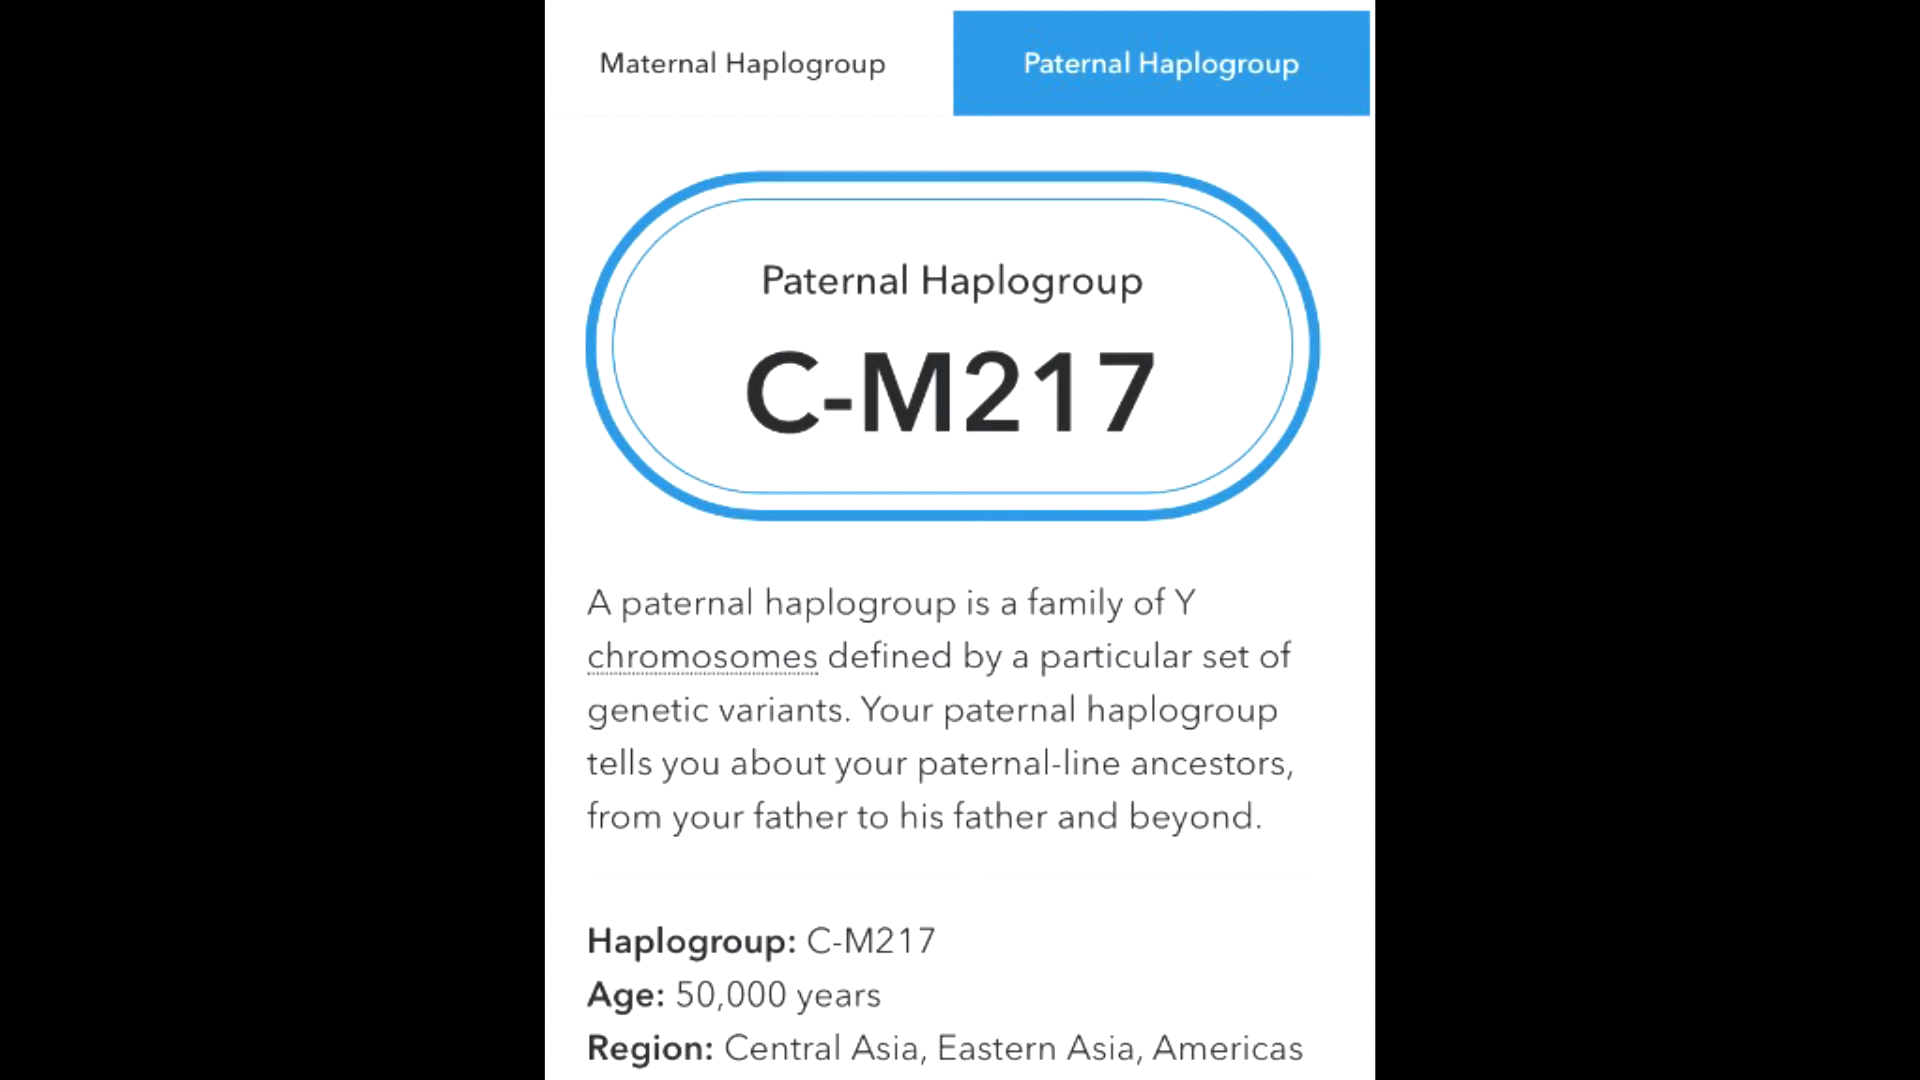 Maternal Haplogroup
Paternal Haplogroup
Paternal Haplogroup
C-M217
A paternal haplogroup is a family of Y
chromosomes defined by a particular set of
genetic variants. Your paternal haplogroup
tells you about your paternal-line ancestors,
from your father to his father and beyond.
Haplogroup: C-M217
Age: 50,000 years
Region: Central Asia, Eastern Asia, Americas